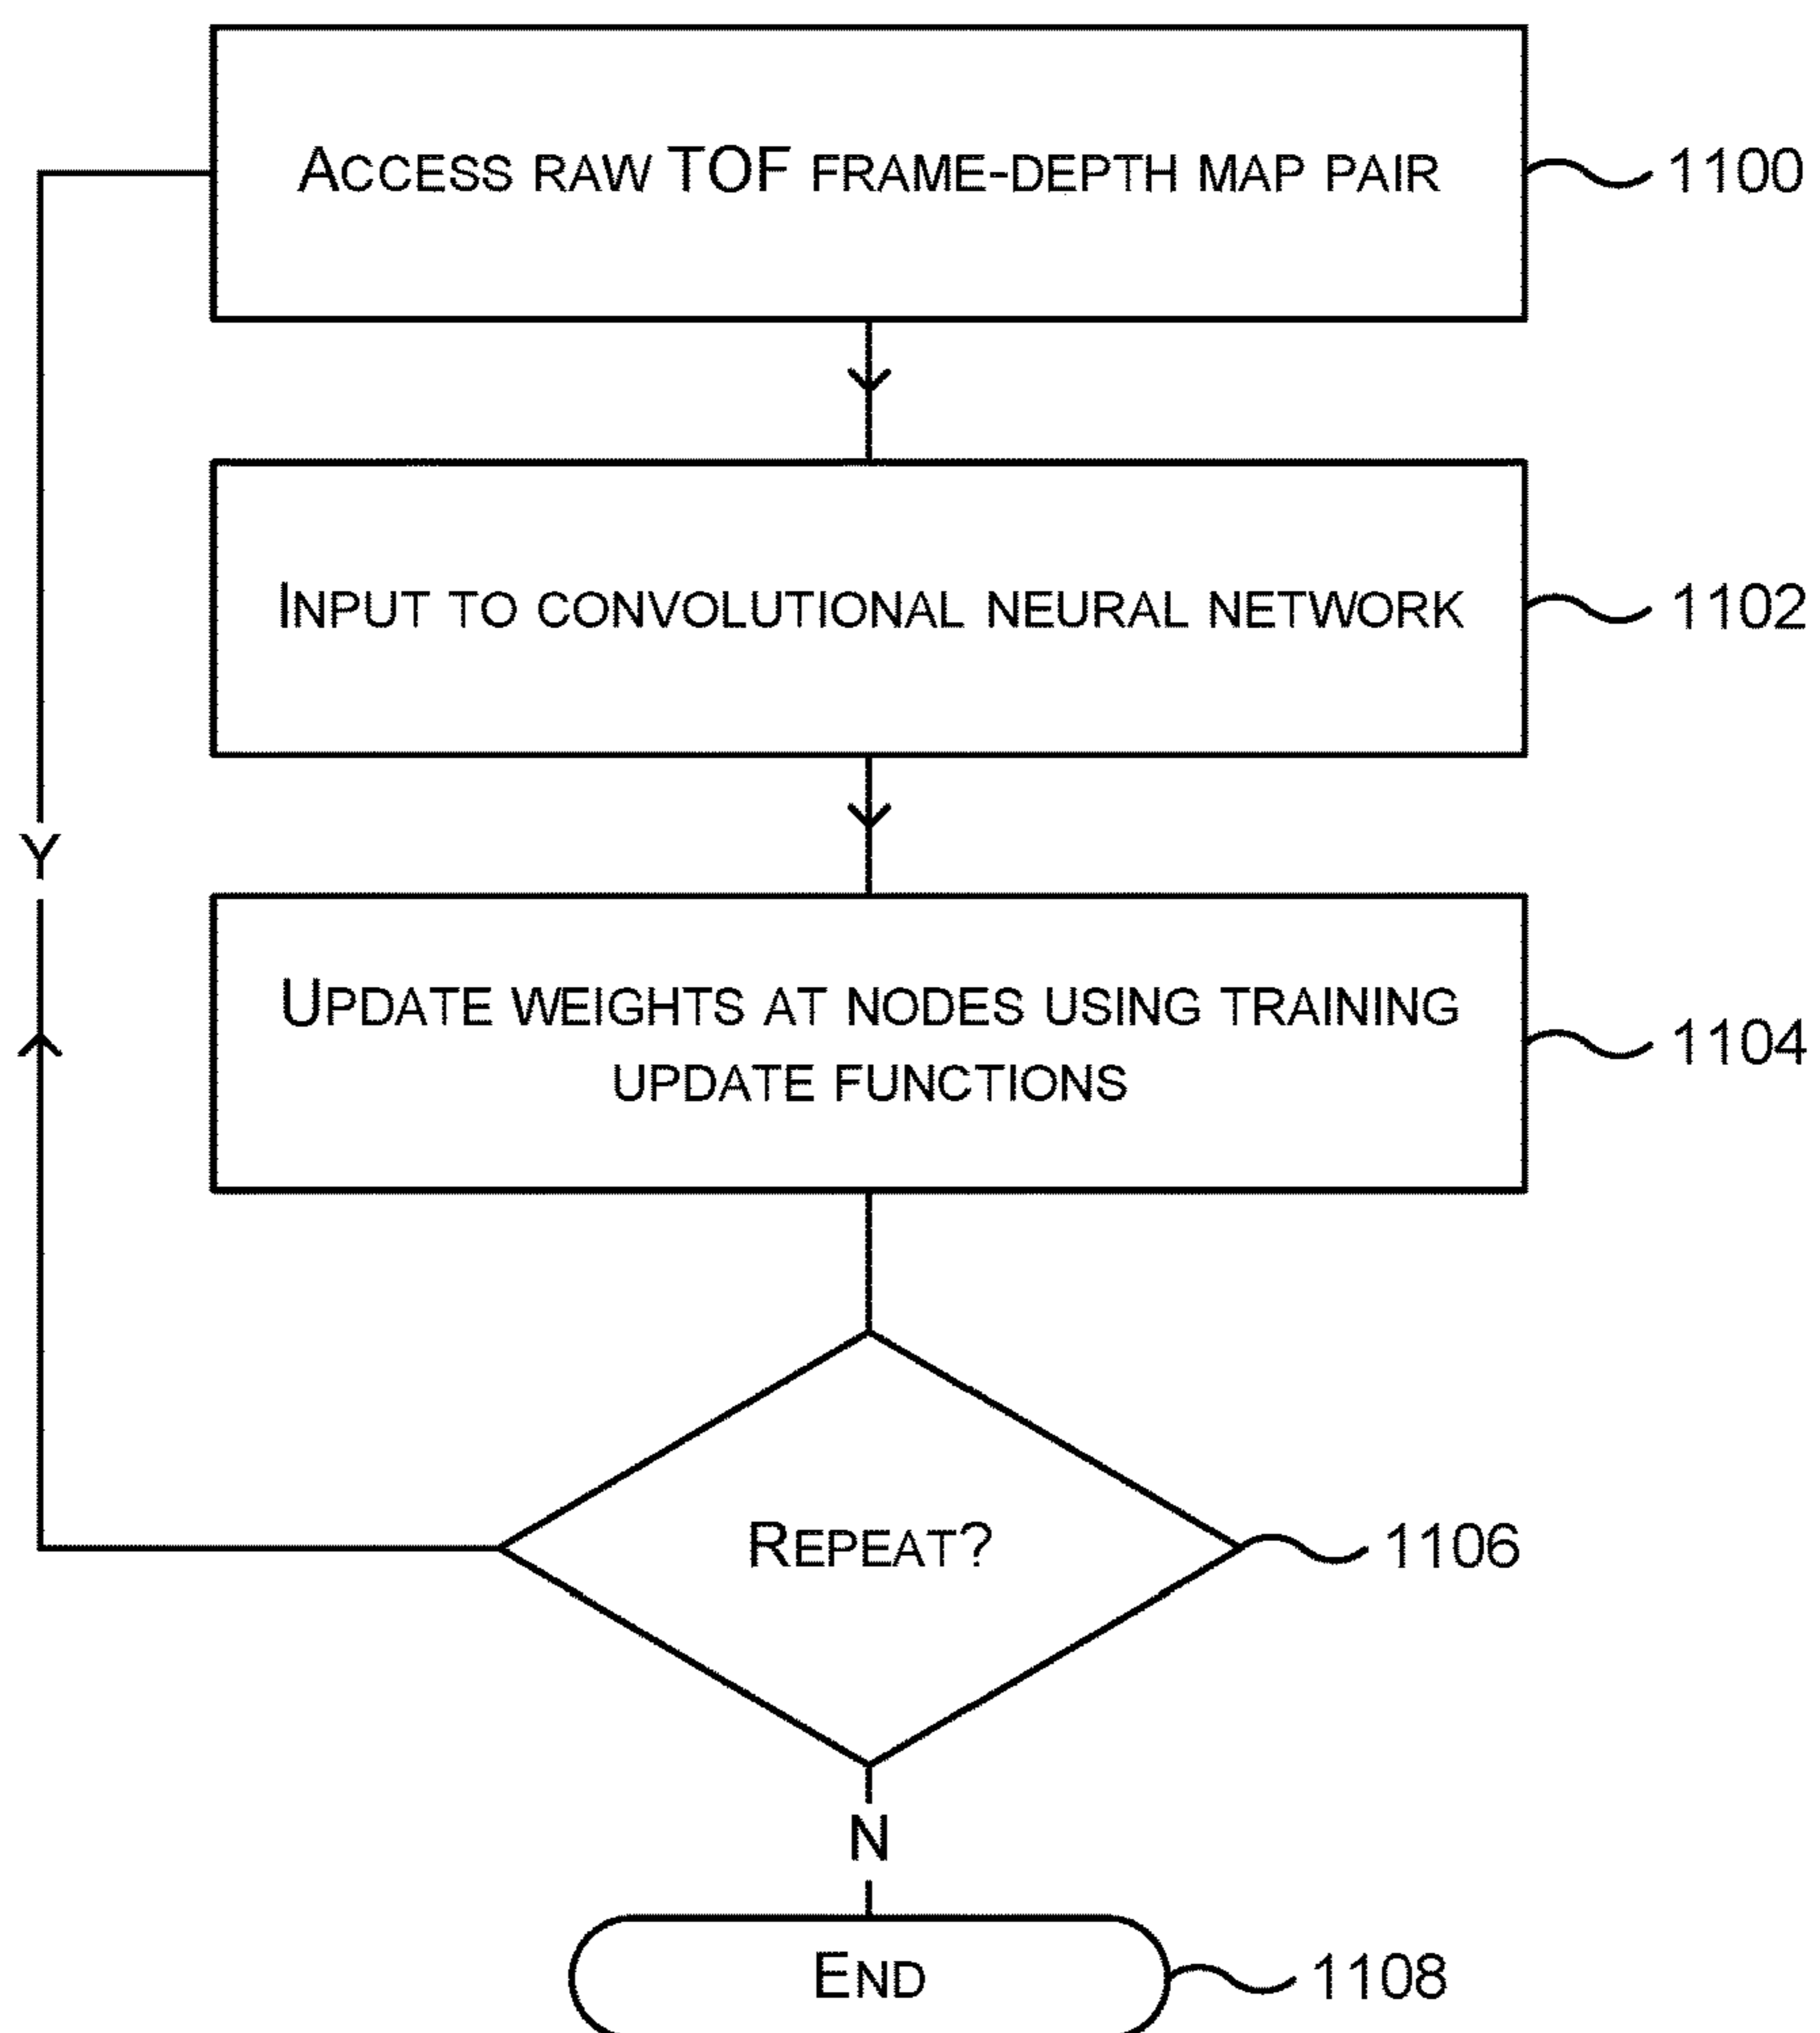 ACCESS RAW TOF FRAME-DEPTH MAP PAIR
1100
INPUT TO CONVOLUTIONAL NEURAL NETWORK
1102
Y
UPDATE WEIGHTS AT NODES USING TRAINING
UPDATE FUNCTIONS
1104
REPEAT?
1106
N
END
1108